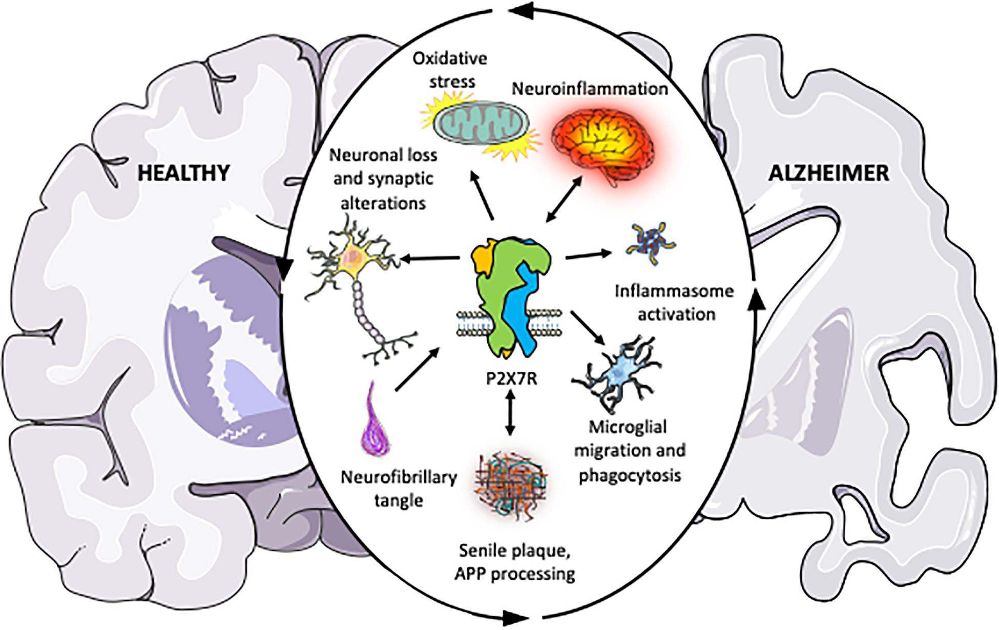 Oxidative
stress
Neuroinflammation
Neuronal loss
and synaptic
alterations
HEALTHY
ALZHEIMER
Inflammasome
activation
P2X7R
Microglial
migration and
phagocytosis
Neurofibrillary
tangle
Senile plaque,
APP processing